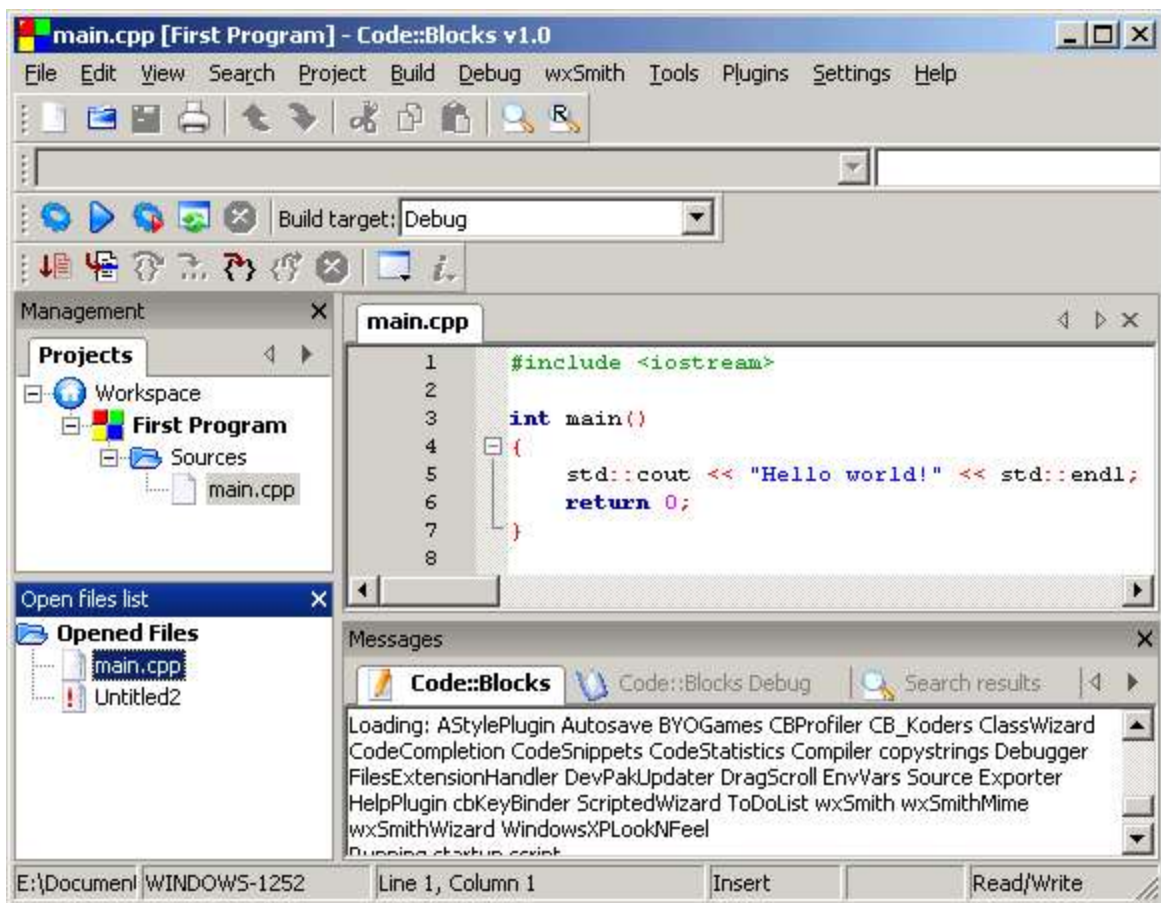 main.cpp [First Program] - Code::Blocks v1.0
File Edit View Search Project Build Debug wxSmith Tools Plugins Settings Help
Build target: Debug
Management
Projects
Workspace
First Program
Sources
main.cpp
Open files list
Opened Files
main.cpp
Untitled2
main.cpp
1 #include <iostream>
2
3 int main()
4 {
5 std::cout << "Hello world!" << std::endl;
6 return 0;
7 }
8
Messages
Code::Blocks Code::Blocks Debug Search results
Loading: AStylePlugin Autosave BYOGames CBProfiler CB_Koders ClassWizard
CodeCompletion CodeSnippets CodeStatistics Compiler copystrings Debugger
FilesExtensionHandler DevPakUpdater DragScroll EnvVars Source Exporter
HelpPlugin cbKeyBinder ScriptedWizard ToDoList wxSmith wxSmithMime
wxSmithWizard WindowsXPLookNFeel
Running startup script
E:\Document WINDOWS-1252 Line 1, Column 1 Insert Read/Write